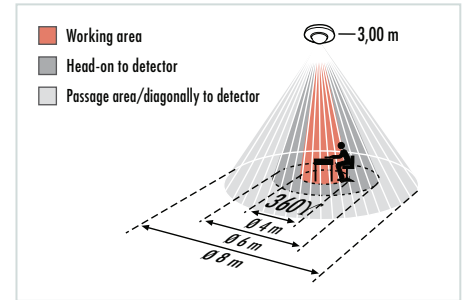 Working area
3,00 m
Head-on to detector
Passage area/diagonally to detector
360°
Ø 4 m
Ø 6 m
Ø 8 m